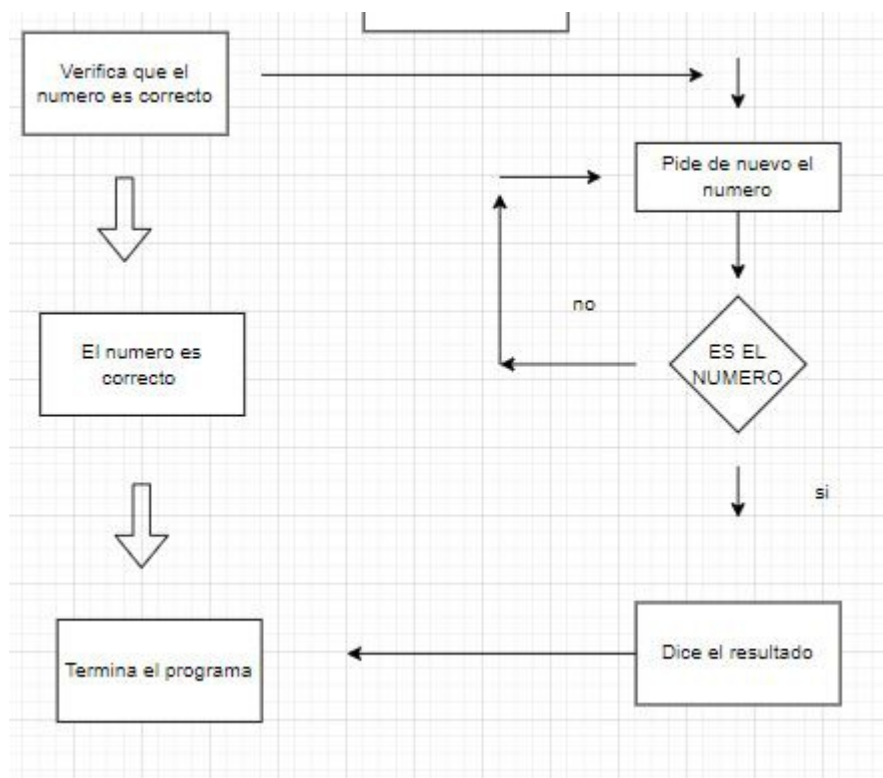 Verifica que el
numero es correcto
Pide de nuevo el
numero
no
El numero es
correcto
ES EL
NUMERO
si
Termina el programa
Dice el resultado